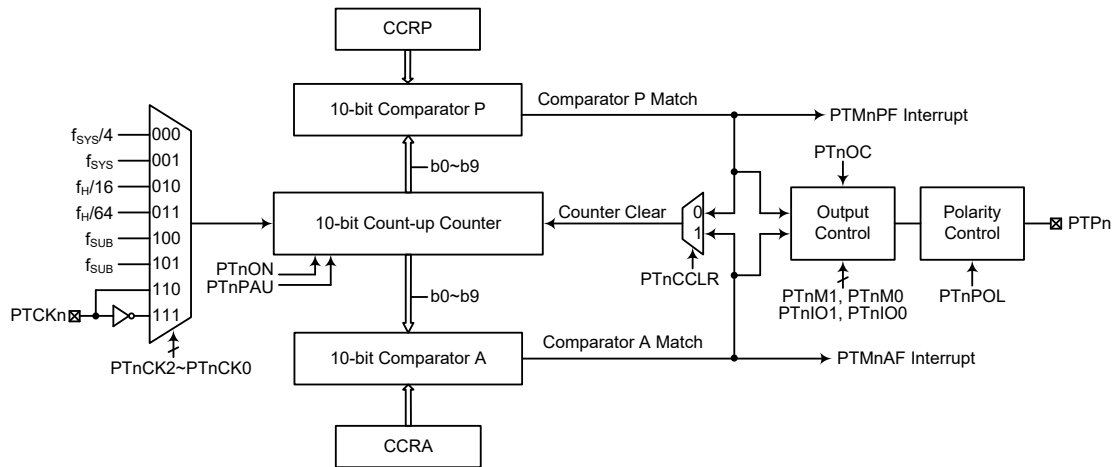 CCRP
10-bit Comparator P
Comparator P Match
PTMnPF Interrupt
b0~b9
fSYS/4 000
fSYS 001
fH/16 010
fH/64 011
fSUB 100
fSUB 101
110
PTCKn 111
PTnCK2~PTnCK0
10-bit Count-up Counter
PTnON
PTnPAU
Counter Clear
0
1
PTnCCLR
PTnOC
Output
Control
PTnM1, PTnM0
PTnIO1, PTnIO0
Polarity
Control
PTnPOL
PTPn
b0~b9
10-bit Comparator A
Comparator A Match
PTMnAF Interrupt
CCRA